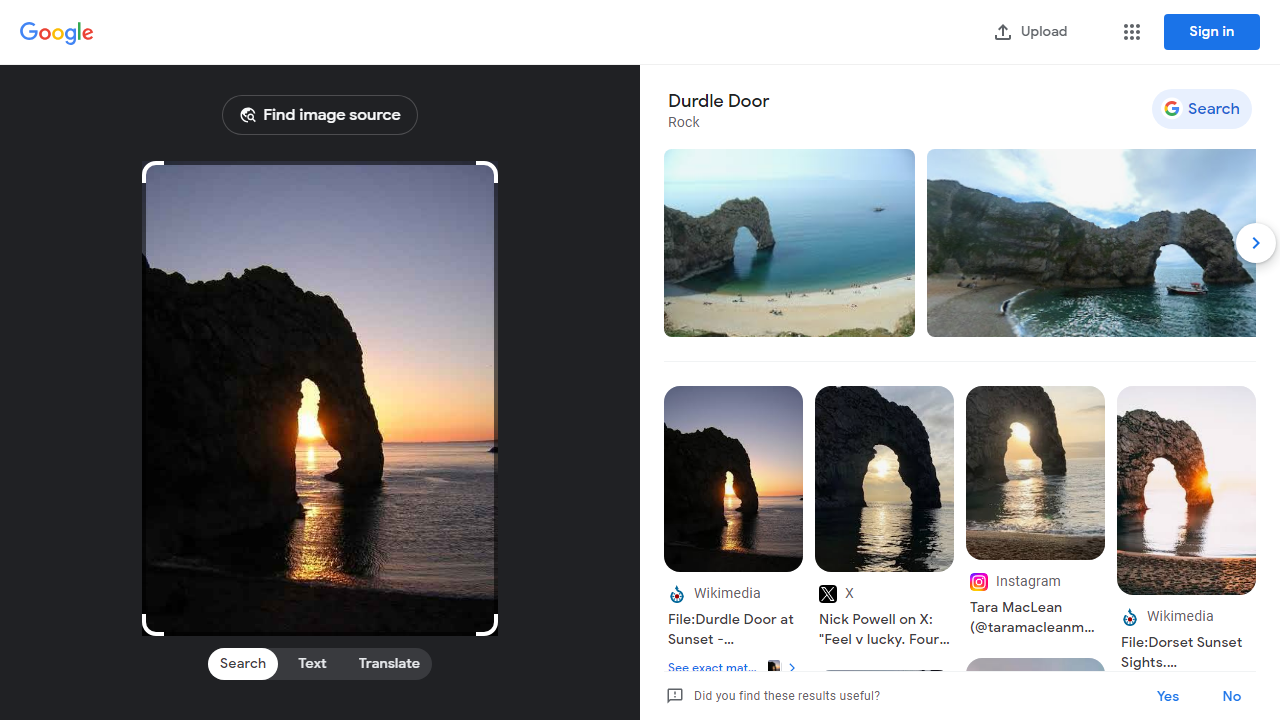 Google
Upload
Sign in
Find image source
Durdle Door
Rock
Search
Wikimedia
File:Durdle Door at
Sunset -...
See exact mat...
X
Nick Powell on X:
"Feel v lucky. Four...
Instagram
Tara MacLean
(@taramacleanm...
Wikimedia
File:Dorset Sunset
Sights....
Search
Text
Translate
Did you find these results useful?
Yes
No